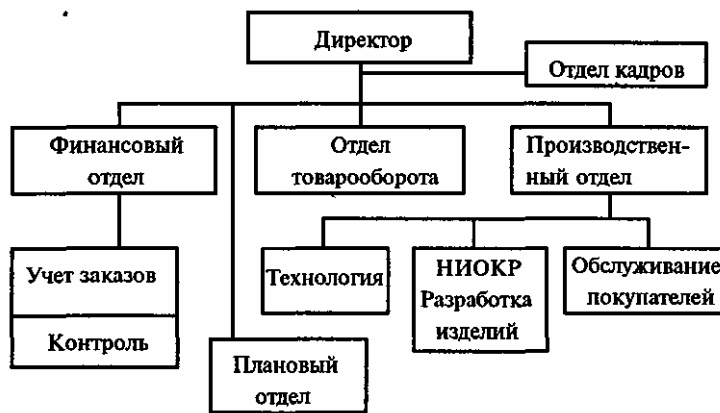 Директор
Отдел кадров
Финансовый
отдел
Отдел
товарооборота
Производствен-
ный отдел
Учет заказов
Контроль
Технология
НИОКР
Разработка
изделий
Обслуживание
покупателей
Плановый
отдел